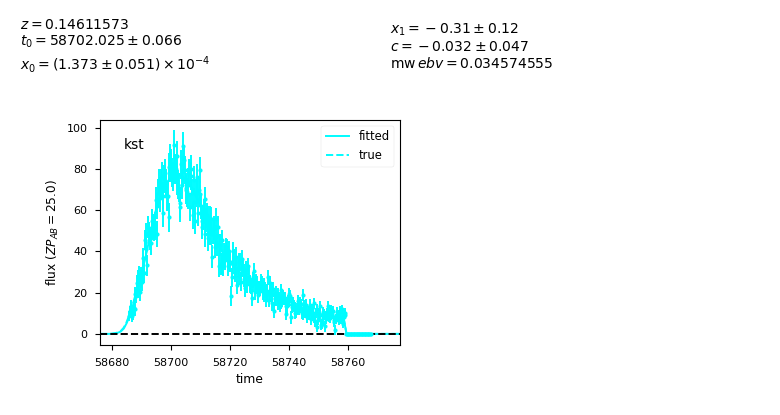 z = 0.14611573
t₀ = 58702.025 ± 0.066
x₀ = (1.373 ± 0.051) × 10⁻⁴
x₁ = −0.31 ± 0.12
c = −0.032 ± 0.047
mw ebv = 0.034574555
kst
fitted
true
flux (ZP_AB = 25.0)
100
80
60
40
20
0
58680 58700 58720 58740 58760
time